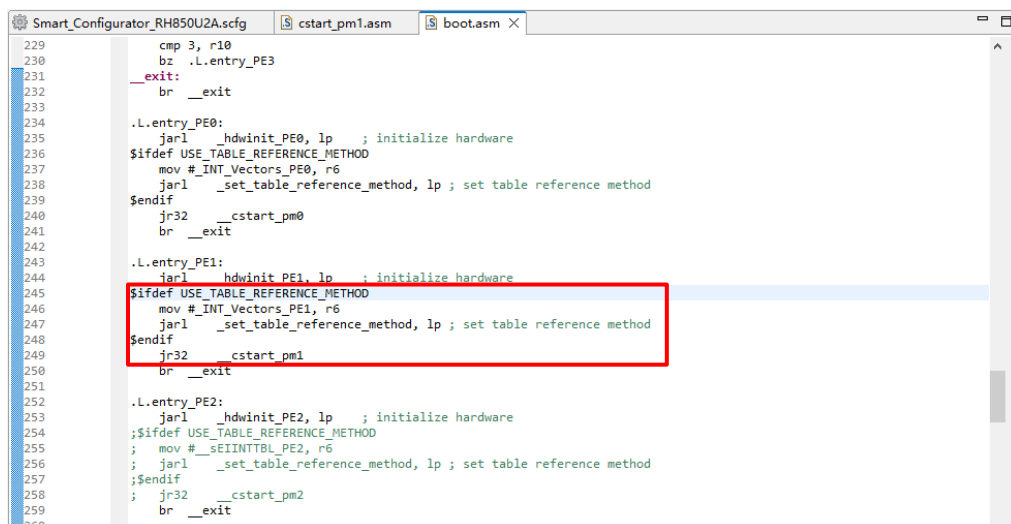 Smart_Configurator_RH850U2A.scfg cstart_pm1.asm boot.asm
229 cmp 3, r10
230 bz .L.entry_PE3
231 __exit:
232 br __exit
233
234 .L.entry_PE0:
235 jarl _hdwinit_PE0, lp ; initialize hardware
236 $ifdef USE_TABLE_REFERENCE_METHOD
237 mov #_INT_Vectors_PE0, r6
238 jarl _set_table_reference_method, lp ; set table reference method
239 $endif
240 jr32 __cstart_pm0
241 br __exit
242
243 .L.entry_PE1:
244 jarl _hdwinit_PE1, lp ; initialize hardware
245 $ifdef USE_TABLE_REFERENCE_METHOD
246 mov #_INT_Vectors_PE1, r6
247 jarl _set_table_reference_method, lp ; set table reference method
248 $endif
249 jr32 __cstart_pm1
250 br __exit
251
252 .L.entry_PE2:
253 jarl _hdwinit_PE2, lp ; initialize hardware
254 ;$ifdef USE_TABLE_REFERENCE_METHOD
255 ; mov #__sEIINTTBL_PE2, r6
256 ; jarl _set_table_reference_method, lp ; set table reference method
257 ;$endif
258 ; jr32 __cstart_pm2
259 br __exit